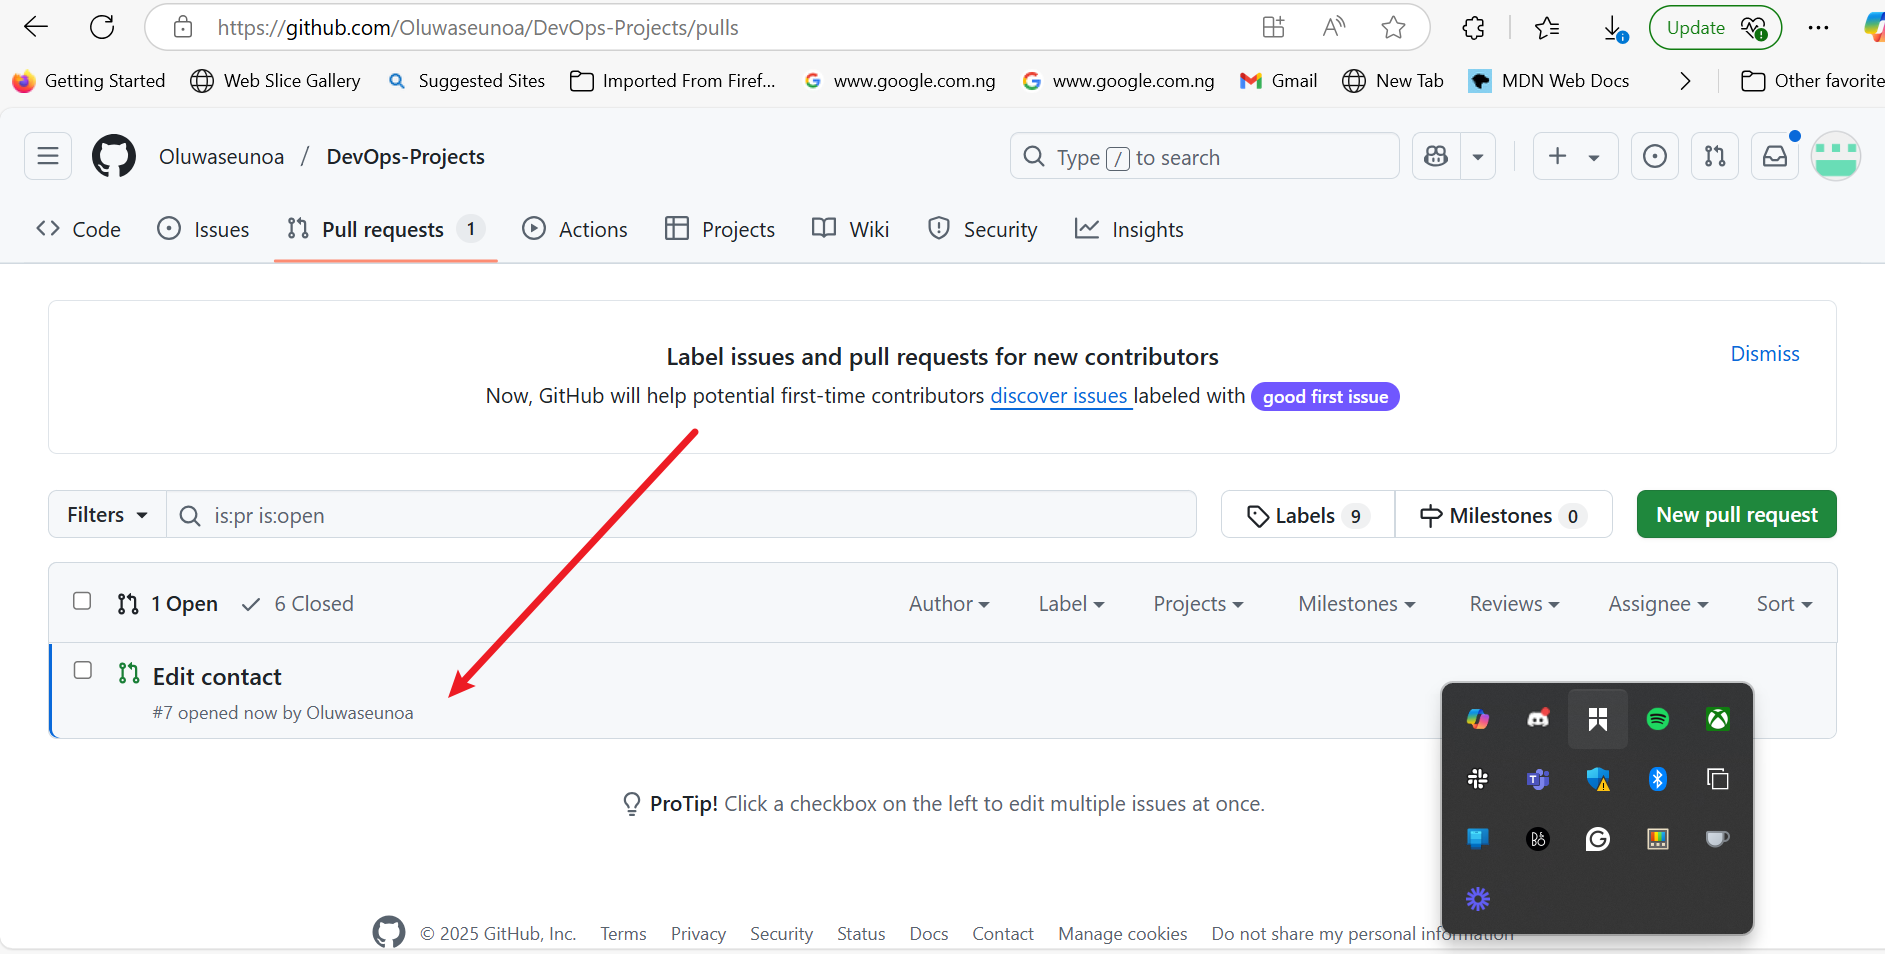 https://github.com/Oluwaseunoa/DevOps-Projects/pulls
Update
Getting Started
Web Slice Gallery
Suggested Sites
Imported From Firef...
www.google.com.ng
www.google.com.ng
Gmail
New Tab
MDN Web Docs
Other favorite
Oluwaseunoa / DevOps-Projects
Type / to search
Code
Issues
Pull requests 1
Actions
Projects
Wiki
Security
Insights
Label issues and pull requests for new contributors
Dismiss
Now, GitHub will help potential first-time contributors discover issues labeled with good first issue
Filters
is:pr is:open
Labels 9
Milestones 0
New pull request
1 Open
6 Closed
Author
Label
Projects
Milestones
Reviews
Assignee
Sort
Edit contact
#7 opened now by Oluwaseunoa
ProTip! Click a checkbox on the left to edit multiple issues at once.
© 2025 GitHub, Inc.
Terms
Privacy
Security
Status
Docs
Contact
Manage cookies
Do not share my personal information